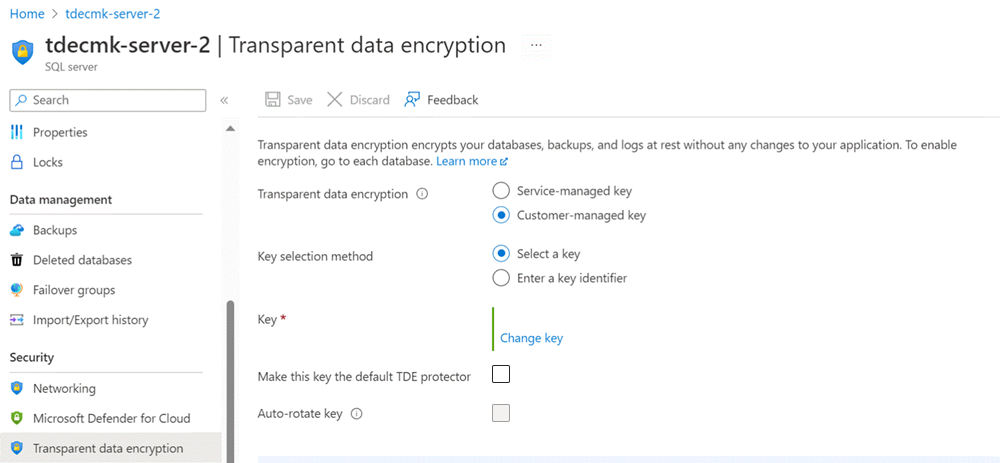 Home > tdecmk-server-2
tdecmk-server-2 | Transparent data encryption ...
SQL server
Search «
Save Discard Feedback
Properties
Locks
Data management
Backups
Deleted databases
Failover groups
Import/Export history
Security
Networking
Microsoft Defender for Cloud
Transparent data encryption
Transparent data encryption encrypts your databases, backups, and logs at rest without any changes to your application. To enable
encryption, go to each database. Learn more
Transparent data encryption
Service-managed key
Customer-managed key
Key selection method
Select a key
Enter a key identifier
Key *
Change key
Make this key the default TDE protector
Auto-rotate key